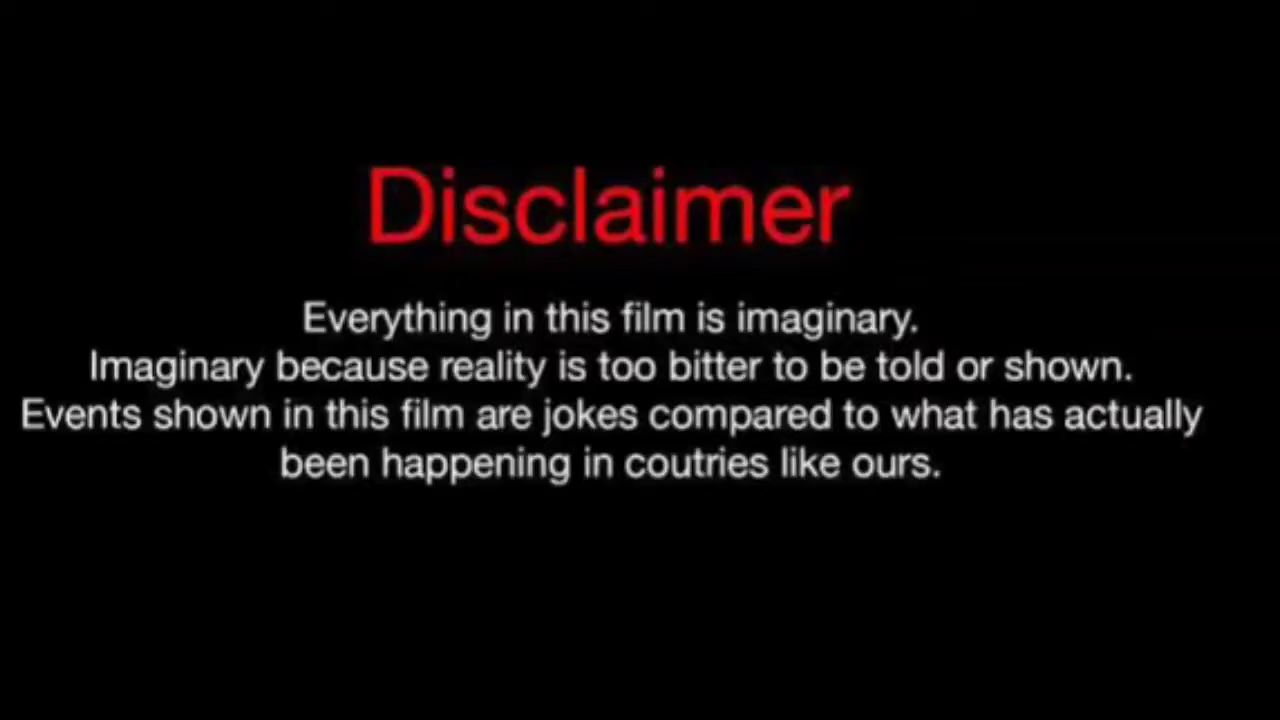 Disclaimer
Everything in this film is imaginary.
Imaginary because reality is too bitter to be told or shown.
Events shown in this film are jokes compared to what has actually
been happening in coutries like ours.